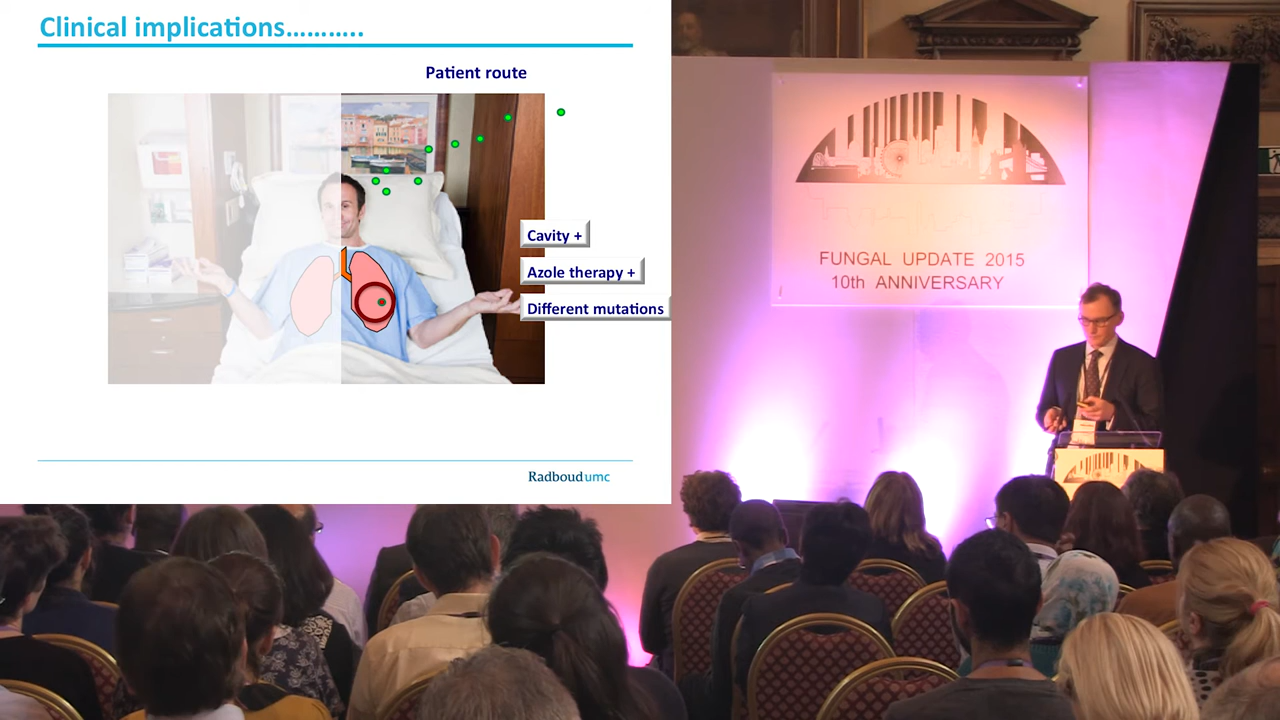 Clinical implications………..
Patient route
Cavity +
Azole therapy +
Different mutations
Radboudumc
FUNGAL UPDATE 2015
10th ANNIVERSARY